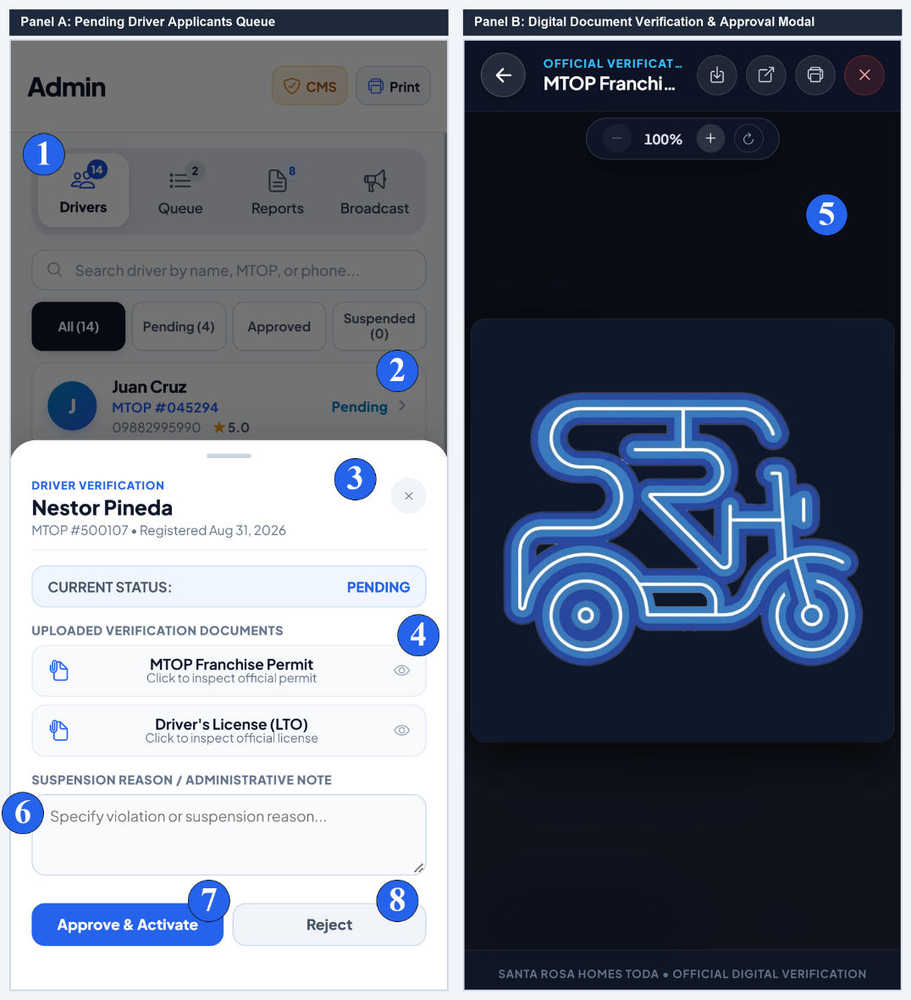 Panel A: Pending Driver Applicants Queue
Admin
CMS
Print
1
14
Drivers
2
Queue
8
Reports
Broadcast
Search driver by name, MTOP, or phone...
All (14)
Pending (4)
Approved
Suspended
(0)
2
J
Juan Cruz
MTOP #045294
09882995990 ★5.0
Pending
3
DRIVER VERIFICATION
Nestor Pineda
MTOP #500107 • Registered Aug 31, 2026
CURRENT STATUS:
PENDING
UPLOADED VERIFICATION DOCUMENTS
4
MTOP Franchise Permit
Click to inspect official permit
Driver's License (LTO)
Click to inspect official license
SUSPENSION REASON / ADMINISTRATIVE NOTE
6
Specify violation or suspension reason...
7
8
Approve & Activate
Reject
Panel B: Digital Document Verification & Approval Modal
OFFICIAL VERIFICAT...
MTOP Franchi...
100%
5
SANTA ROSA HOMES TODA • OFFICIAL DIGITAL VERIFICATION